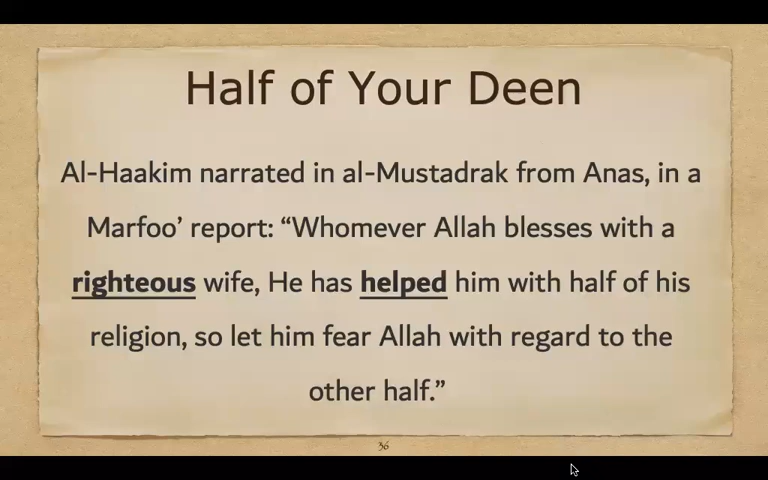 Half of Your Deen
Al-Haakim narrated in al-Mustadrak from Anas, in a
Marfoo’ report: “Whomever Allah blesses with a
righteous wife, He has helped him with half of his
religion, so let him fear Allah with regard to the
other half.”
36